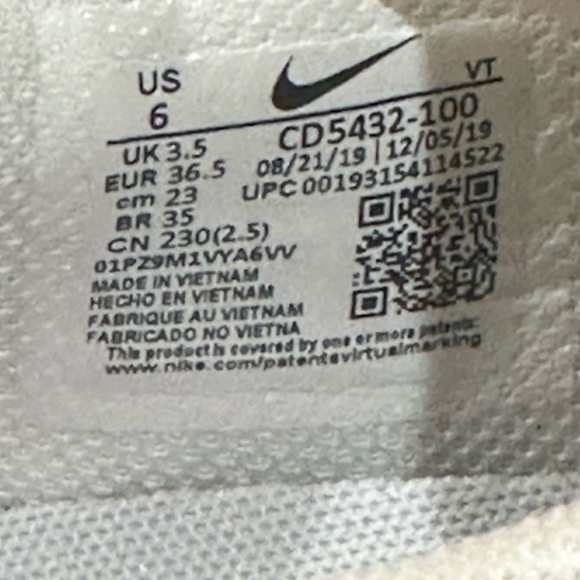 US
6
VT
UK 3.5
EUR 36.5
cm 23
BR 35
CN 230(2.5)
CD5432-100
08/21/19 | 12/05/19
UPC 00193154114522
01PZ9M1VYA6VV
MADE IN VIETNAM
HECHO EN VIETNAM
FABRIQUE AU VIETNAM
FABRICADO NO VIETNA
This product is covered by one or more patents.
www.nike.com/patentsvirtualmarking